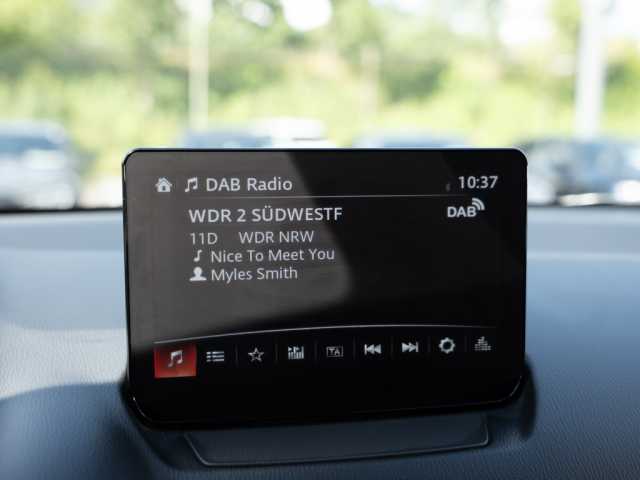 DAB Radio 10:37
WDR 2 SÜDWESTF
DAB
11D WDR NRW
Nice To Meet You
Myles Smith
TA